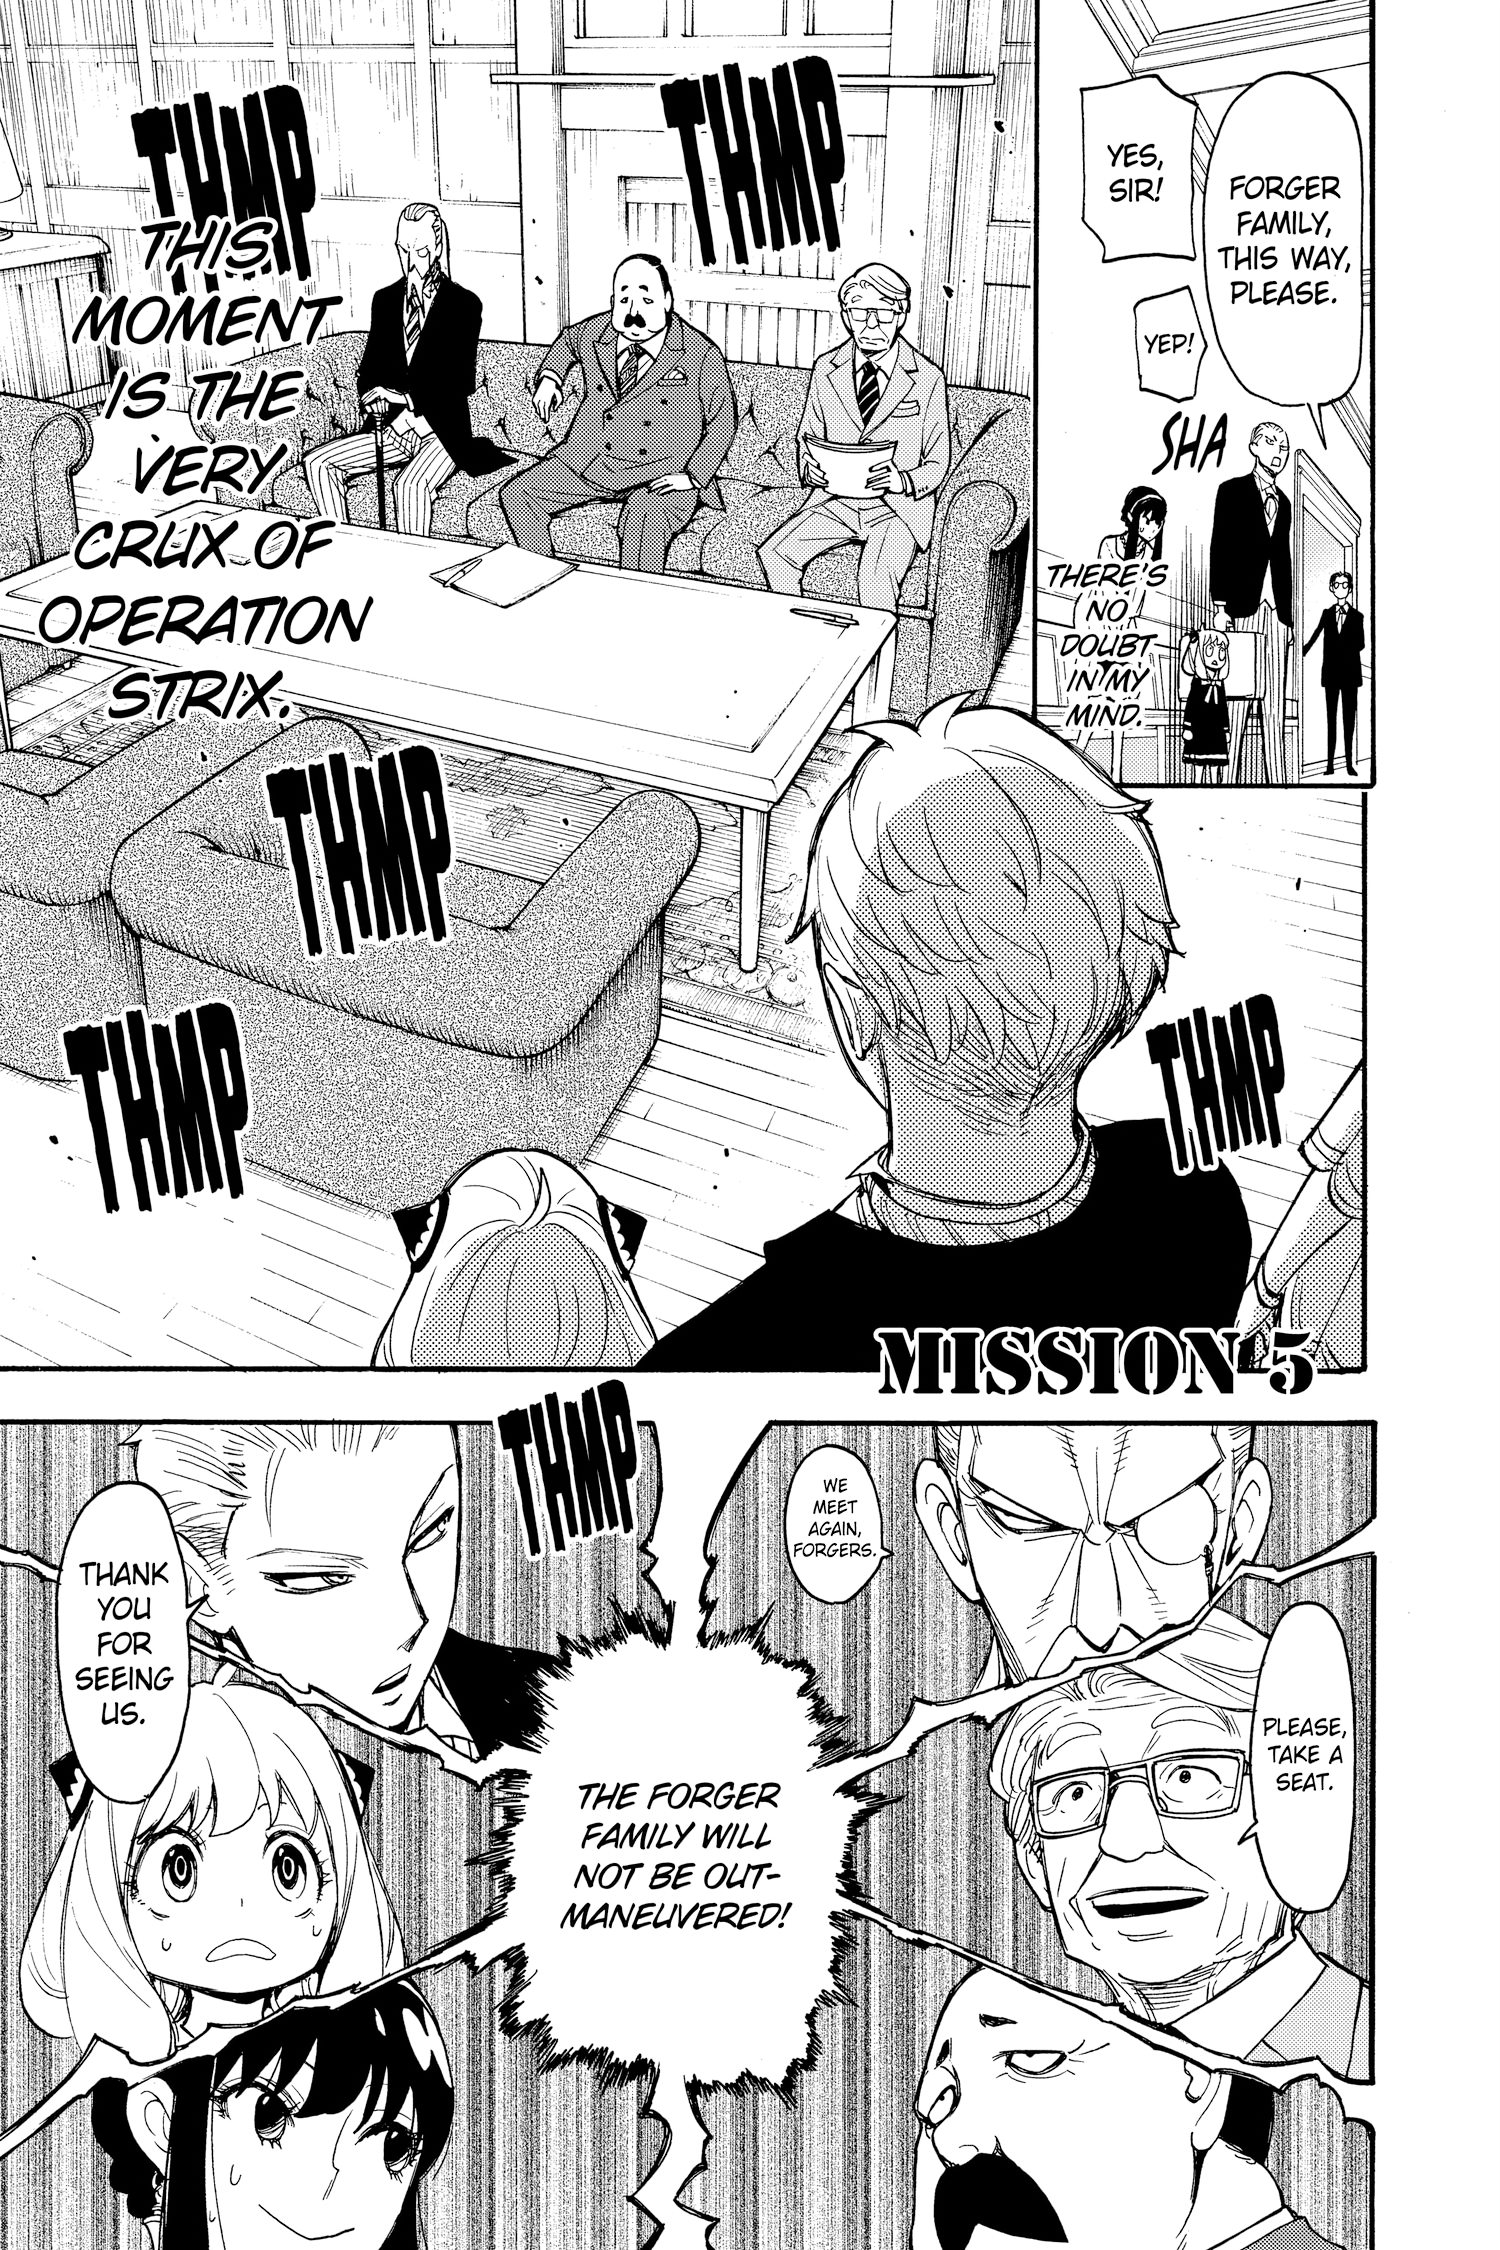 FORGER
FAMILY,
THIS WAY,
PLEASE.
YES,
SIR!
YEP!
SHA
THERE'S
NO
DOUBT
IN MY
MIND.
THMP
THMP
THIS
MOMENT
IS THE
VERY
CRUX OF
OPERATION
STRIX.
THMP
THMP
THMP
MISSION 5
WE
MEET
AGAIN,
FORGERS.
PLEASE,
TAKE A
SEAT.
THMP
THANK
YOU
FOR
SEEING
US.
THE FORGER
FAMILY WILL
NOT BE OUT-
MANEUVERED!